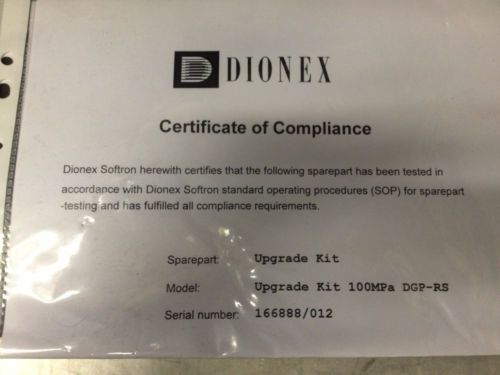 DIONEX
Certificate of Compliance
Dionex Softron herewith certifies that the following sparepart has been tested in
accordance with Dionex Softron standard operating procedures (SOP) for sparepart
-testing and has fulfilled all compliance requirements.
Sparepart: Upgrade Kit
Model: Upgrade Kit 100MPa DGP-RS
Serial number: 166888/012